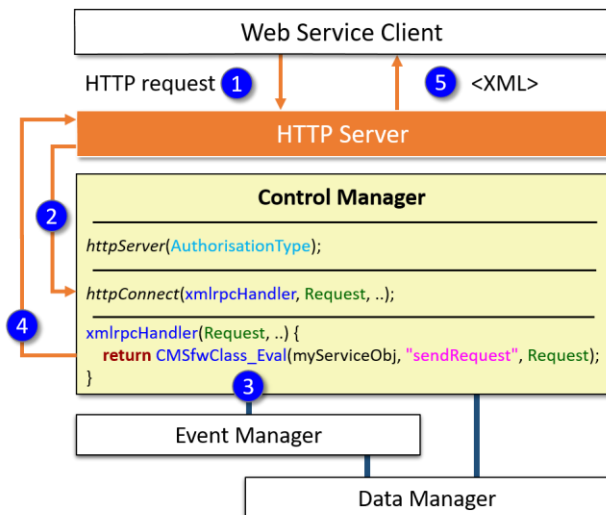 Web Service Client
HTTP request 1 5 <XML>
HTTP Server
Control Manager
2
httpServer(AuthorisationType);
httpConnect(xmlrpcHandler, Request, ..);
4
xmlrpcHandler(Request, ..) {
return CMSfwClass_Eval(myServiceObj, "sendRequest", Request);
}
3
Event Manager
Data Manager